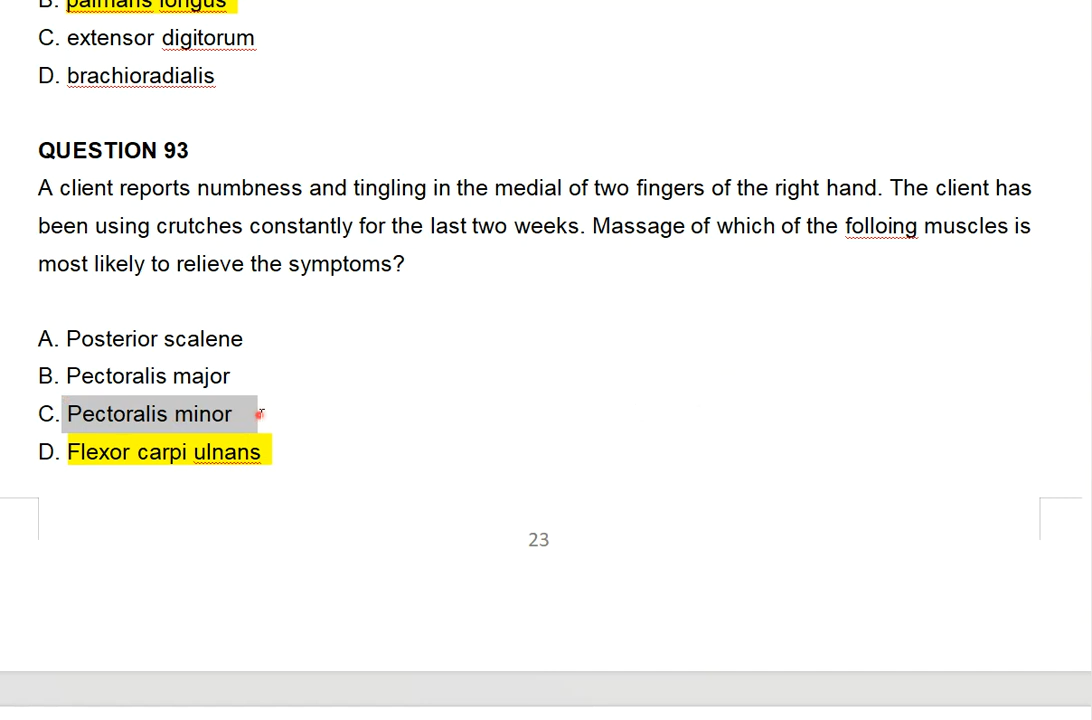 B. palmaris longus
C. extensor digitorum
D. brachioradialis
QUESTION 93
A client reports numbness and tingling in the medial of two fingers of the right hand. The client has
been using crutches constantly for the last two weeks. Massage of which of the folloing muscles is
most likely to relieve the symptoms?
A. Posterior scalene
B. Pectoralis major
C. Pectoralis minor
D. Flexor carpi ulnans
23